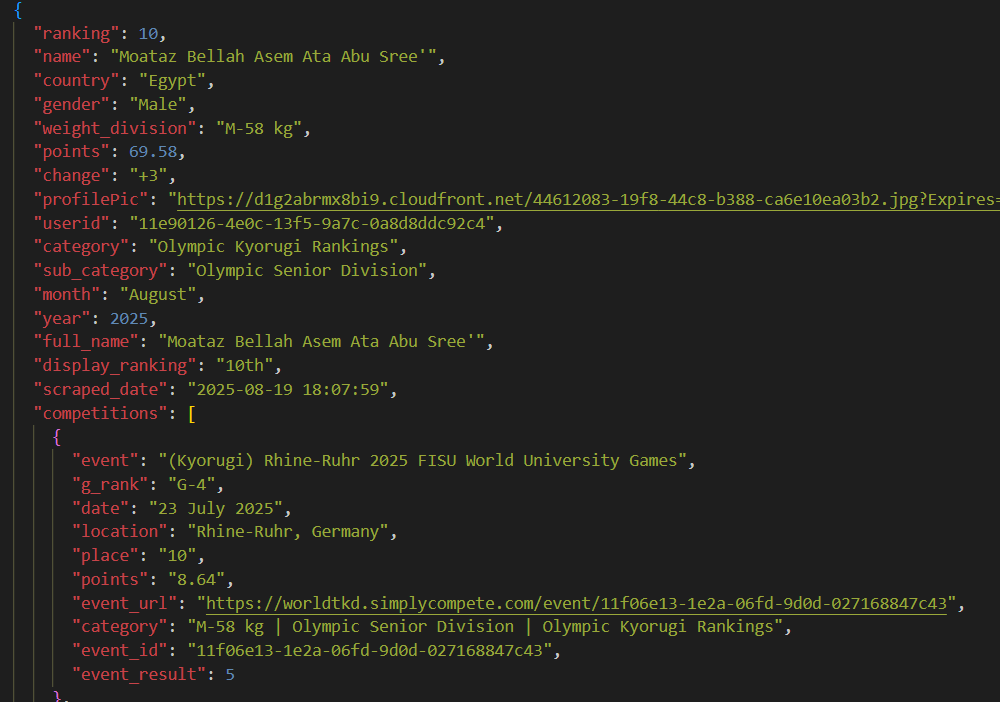 {
"ranking": 10,
"name": "Moataz Bellah Asem Ata Abu Sree'",
"country": "Egypt",
"gender": "Male",
"weight_division": "M-58 kg",
"points": 69.58,
"change": "+3",
"profilePic": "https://d1g2abrmx8bi9.cloudfront.net/44612083-19f8-44c8-b388-ca6e10ea03b2.jpg?Expires=
"userid": "11e90126-4e0c-13f5-9a7c-0a8d8ddc92c4",
"category": "Olympic Kyorugi Rankings",
"sub_category": "Olympic Senior Division",
"month": "August",
"year": 2025,
"full_name": "Moataz Bellah Asem Ata Abu Sree'",
"display_ranking": "10th",
"scraped_date": "2025-08-19 18:07:59",
"competitions": [
{
"event": "(Kyorugi) Rhine-Ruhr 2025 FISU World University Games",
"g_rank": "G-4",
"date": "23 July 2025",
"location": "Rhine-Ruhr, Germany",
"place": "10",
"points": "8.64",
"event_url": "https://worldtkd.simplycompete.com/event/11f06e13-1e2a-06fd-9d0d-027168847c43",
"category": "M-58 kg | Olympic Senior Division | Olympic Kyorugi Rankings",
"event_id": "11f06e13-1e2a-06fd-9d0d-027168847c43",
"event_result": 5
},